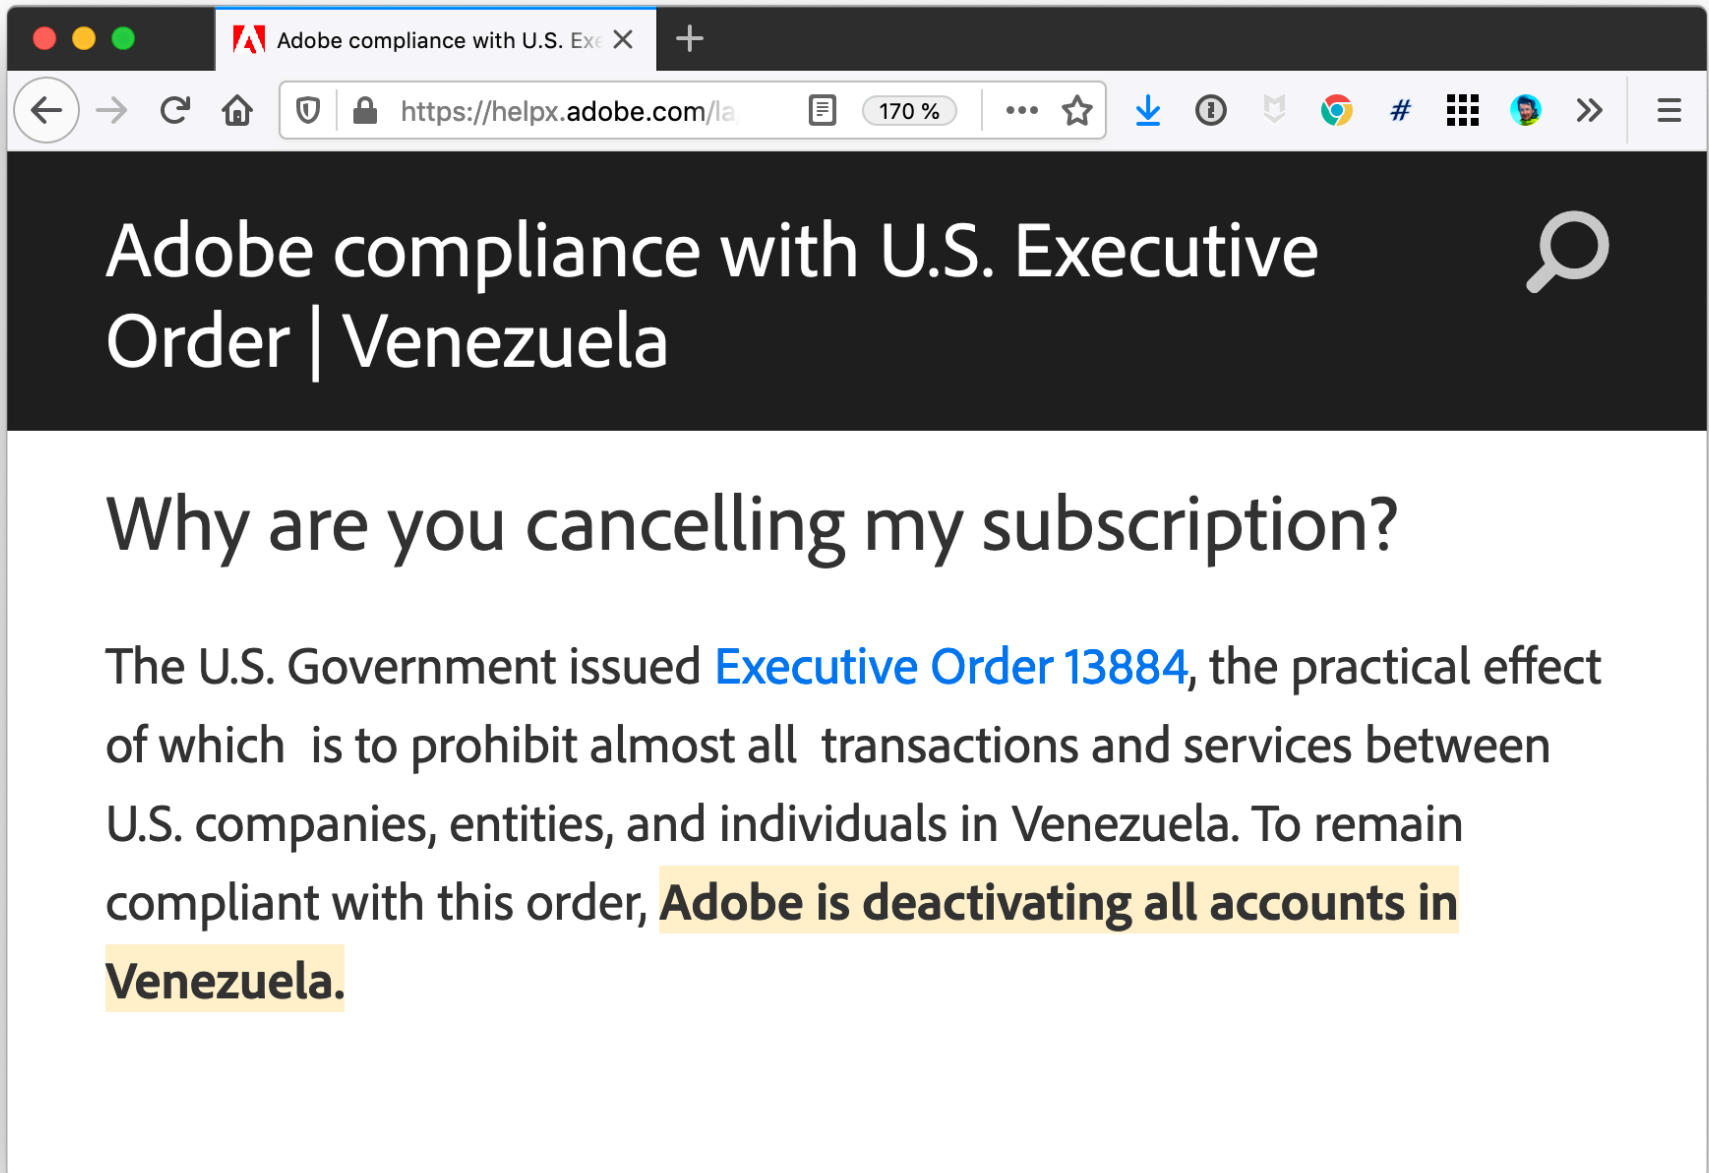 Adobe compliance with U.S. Exe
https://helpx.adobe.com/la
170 %
#
Adobe compliance with U.S. Executive
Order | Venezuela
Why are you cancelling my subscription?
The U.S. Government issued Executive Order 13884, the practical effect
of which  is to prohibit almost all  transactions and services between
U.S. companies, entities, and individuals in Venezuela. To remain
compliant with this order, Adobe is deactivating all accounts in
Venezuela.